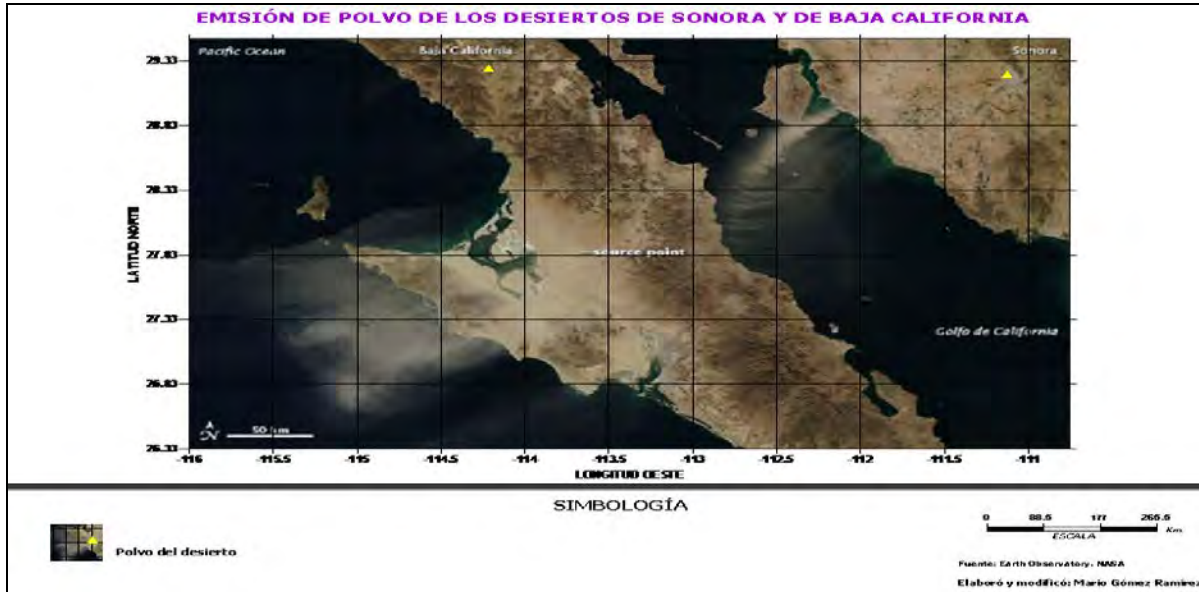 EMISIÓN DE POLVO DE LOS DESIERTOS DE SONORA Y DE BAJA CALIFORNIA
Pacific Ocean
Baja California
Sonora
29.33
28.83
28.33
27.83
27.33
26.83
26.33
LATITUD NORTE
source point
Golfo de California
N
50 km
-116
-115.5
-115
-114.5
-114
-113.5
-113
-112.5
-112
-111.5
-111
LONGITUD OESTE
SIMBOLOGÍA
Polvo del desierto
0 88.5 177 265.5 Km
ESCALA
Fuente: Earth Observatory. NASA
Elaboró y modificó: Mario Gómez Ramírez